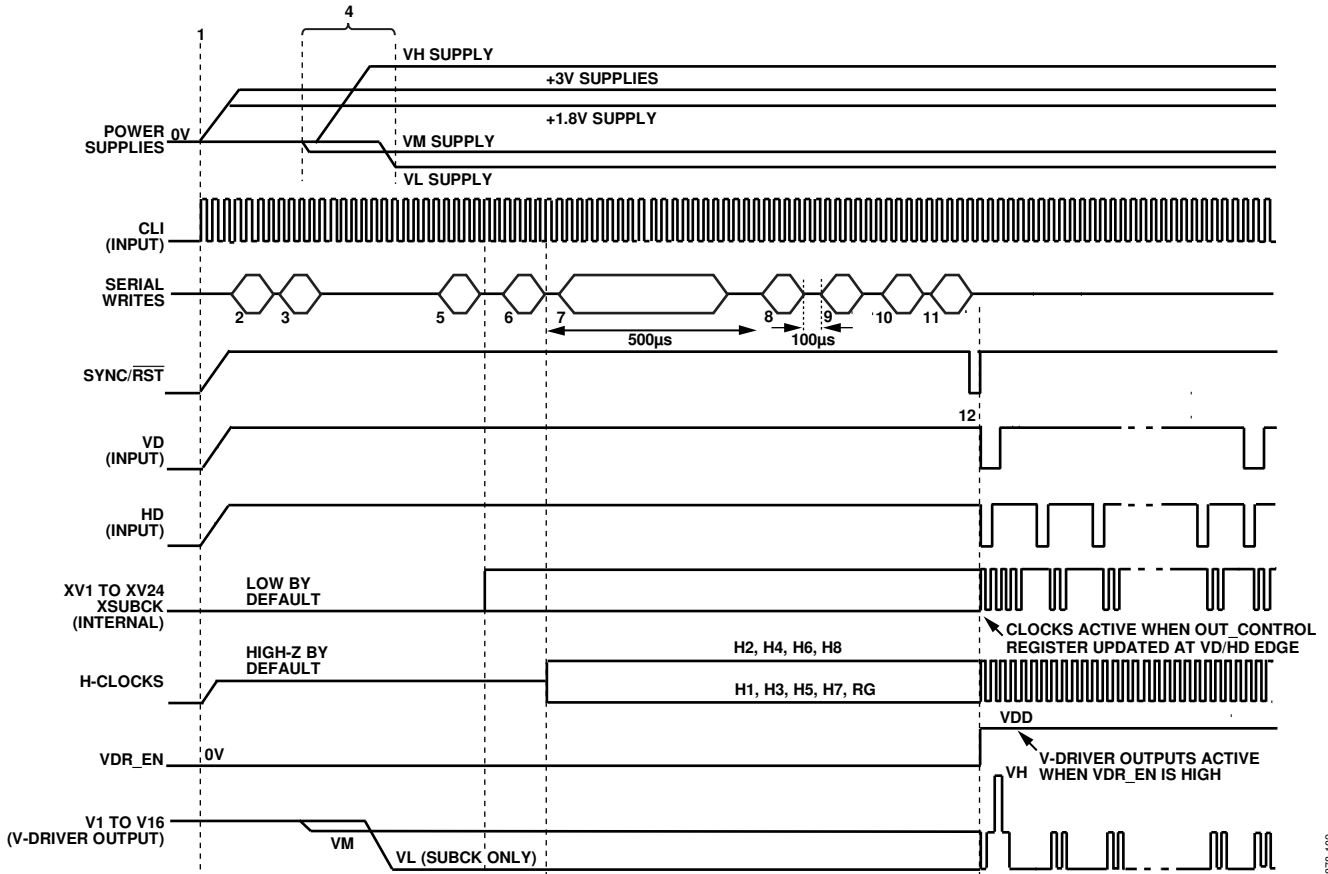 4
1
VH SUPPLY
+3V SUPPLIES
+1.8V SUPPLY
POWER SUPPLIES
0V
VM SUPPLY
VL SUPPLY
CLI
(INPUT)
SERIAL
WRITES
2
3
5
6
7
8
9
10
11
500µs
100µs
SYNC/RST
12
VD
(INPUT)
HD
(INPUT)
XV1 TO XV24
XSUBCK
(INTERNAL)
LOW BY
DEFAULT
CLOCKS ACTIVE WHEN OUT_CONTROL
REGISTER UPDATED AT VD/HD EDGE
H-CLOCKS
HIGH-Z BY
DEFAULT
H2, H4, H6, H8
H1, H3, H5, H7, RG
VDD
VDR_EN
0V
V-DRIVER OUTPUTS ACTIVE
WHEN VDR_EN IS HIGH
VH
V1 TO V16
(V-DRIVER OUTPUT)
VM
VL (SUBCK ONLY)